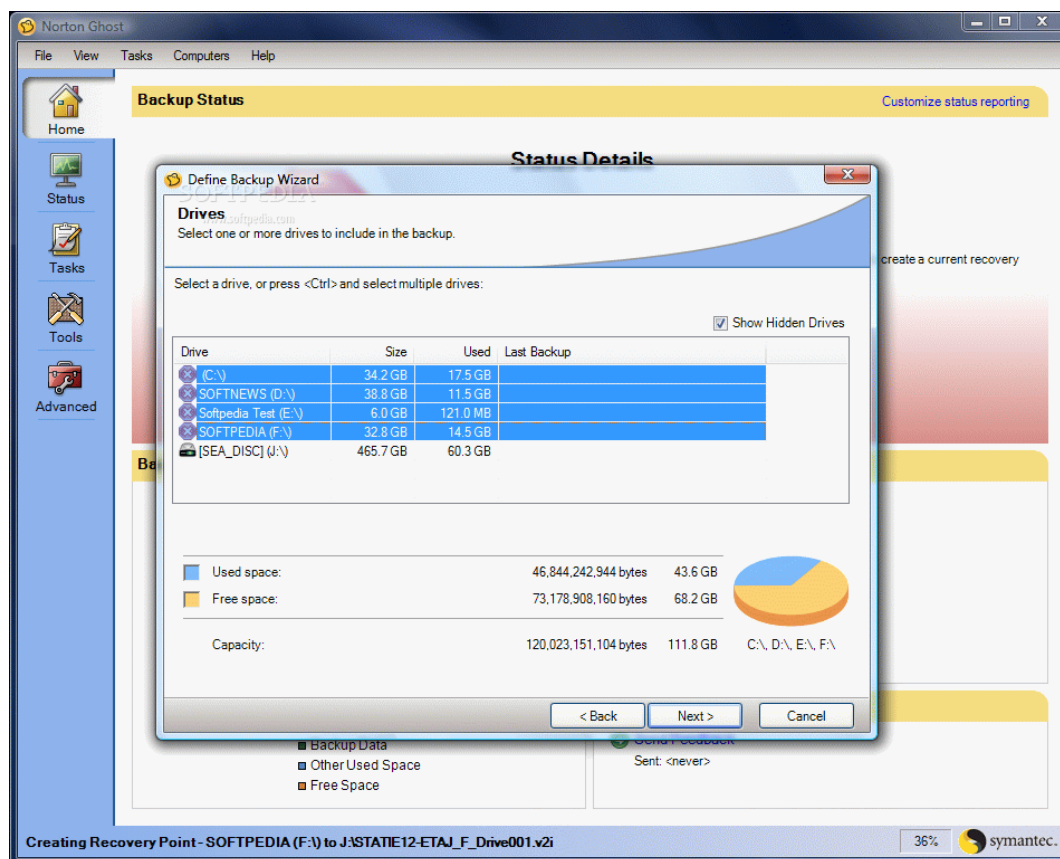 Norton Ghost
File View Tasks Computers Help
Home
Status
Tasks
Tools
Advanced
Backup Status
Customize status reporting
Status Details
create a current recovery
Define Backup Wizard
SOFTPEDIA
www.softpedia.com
Drives
Select one or more drives to include in the backup.
Select a drive, or press <Ctrl> and select multiple drives:
Show Hidden Drives
Drive Size Used Last Backup
(C:\) 34.2 GB 17.5 GB
SOFTNEWS (D:\) 38.8 GB 11.5 GB
Softpedia Test (E:\) 6.0 GB 121.0 MB
SOFTPEDIA (F:\) 32.8 GB 14.5 GB
[SEA_DISC] (J:\) 465.7 GB 60.3 GB
Used space: 46,844,242,944 bytes 43.6 GB
Free space: 73,178,908,160 bytes 68.2 GB
Capacity: 120,023,151,104 bytes 111.8 GB C:\, D:\, E:\, F:\
< Back Next > Cancel
Backup Data
Other Used Space
Free Space
Send Feedback
Sent: <never>
Creating Recovery Point - SOFTPEDIA (F:\) to J:\STATIE12-ETAJ_F_Drive001.v2i
36%
symantec.